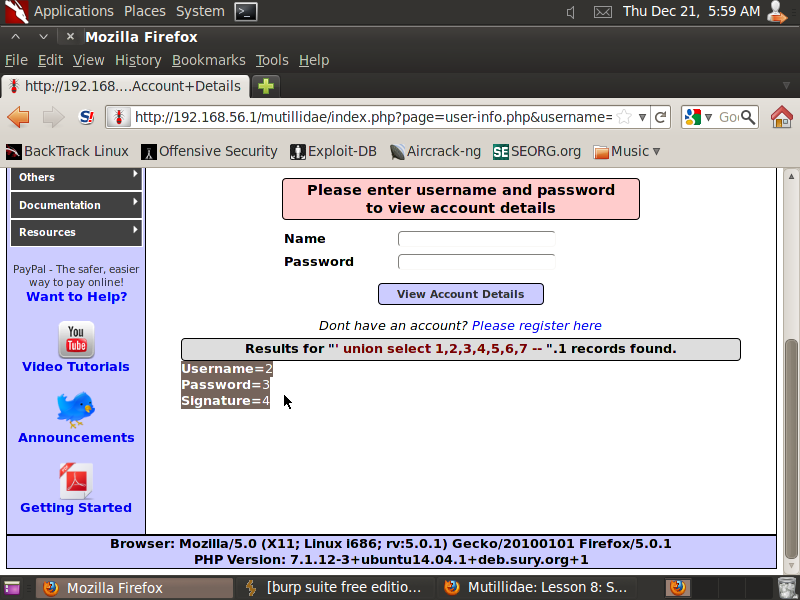 Applications Places System Thu Dec 21, 5:59 AM
Mozilla Firefox
File Edit View History Bookmarks Tools Help
http://192.168....Account+Details
http://192.168.56.1/mutillidae/index.php?page=user-info.php&username= Go
BackTrack Linux Offensive Security Exploit-DB Aircrack-ng SEORG.org Music
Others
Documentation
Resources
PayPal - The safer, easier
way to pay online!
Want to Help?
You
Tube
Video Tutorials
Announcements
Getting Started
Please enter username and password
to view account details
Name
Password
View Account Details
Dont have an account? Please register here
Results for "' union select 1,2,3,4,5,6,7 -- ".1 records found.
Username=2
Password=3
Signature=4
Browser: Mozilla/5.0 (X11; Linux i686; rv:5.0.1) Gecko/20100101 Firefox/5.0.1
PHP Version: 7.1.12-3+ubuntu14.04.1+deb.sury.org+1
Mozilla Firefox [burp suite free editio... Mutillidae: Lesson 8: S...